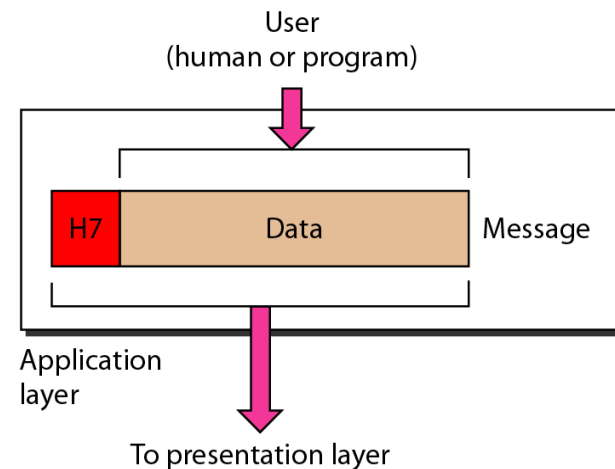 User
(human or program)
H7
Data
Message
Application
layer
To presentation layer